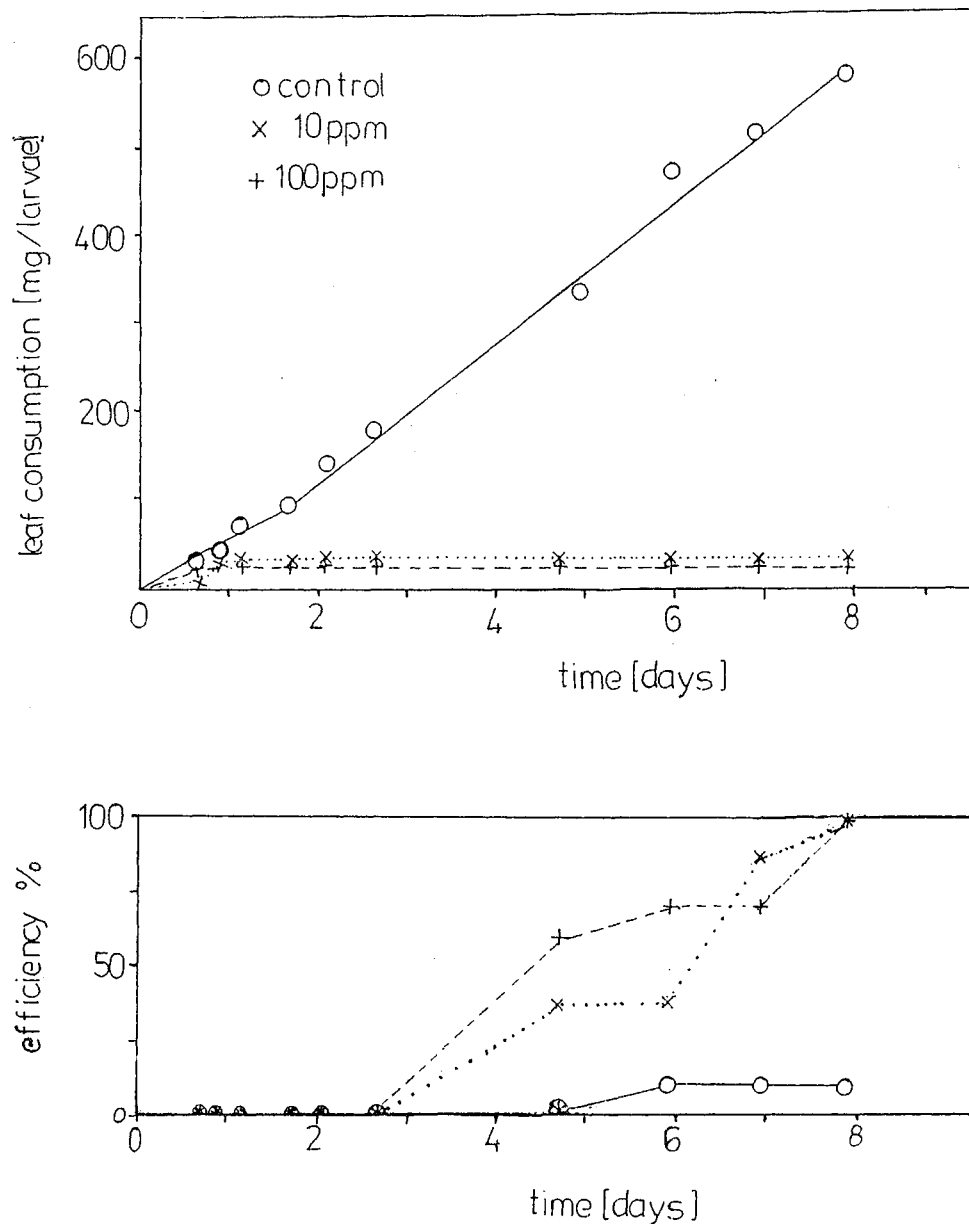 600
400
200
leaf consumption [mg/larvae]
o control
x 10ppm
+ 100ppm
0
2
4
6
8
time [days]
100
50
0
efficiency %
0
2
4
6
8
time [days]